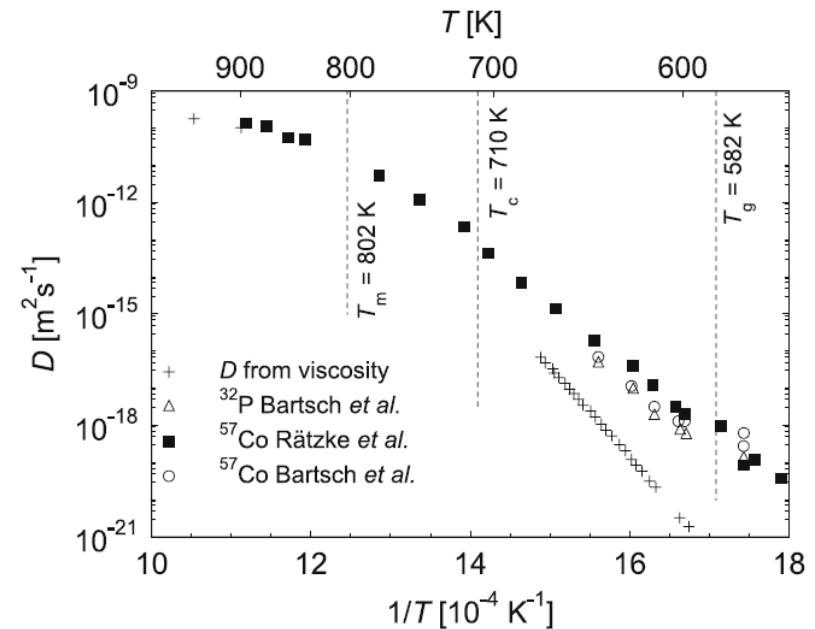 T [K]
900 800 700 600
10⁻⁹
10⁻¹²
10⁻¹⁵
10⁻¹⁸
10⁻²¹
D [m²s⁻¹]
Tₘ = 802 K
T_c = 710 K
T_g = 582 K
+ D from viscosity
△ ³²P Bartsch et al.
■ ⁵⁷Co Rätzke et al.
○ ⁵⁷Co Bartsch et al.
10 12 14 16 18
1/T [10⁻⁴ K⁻¹]